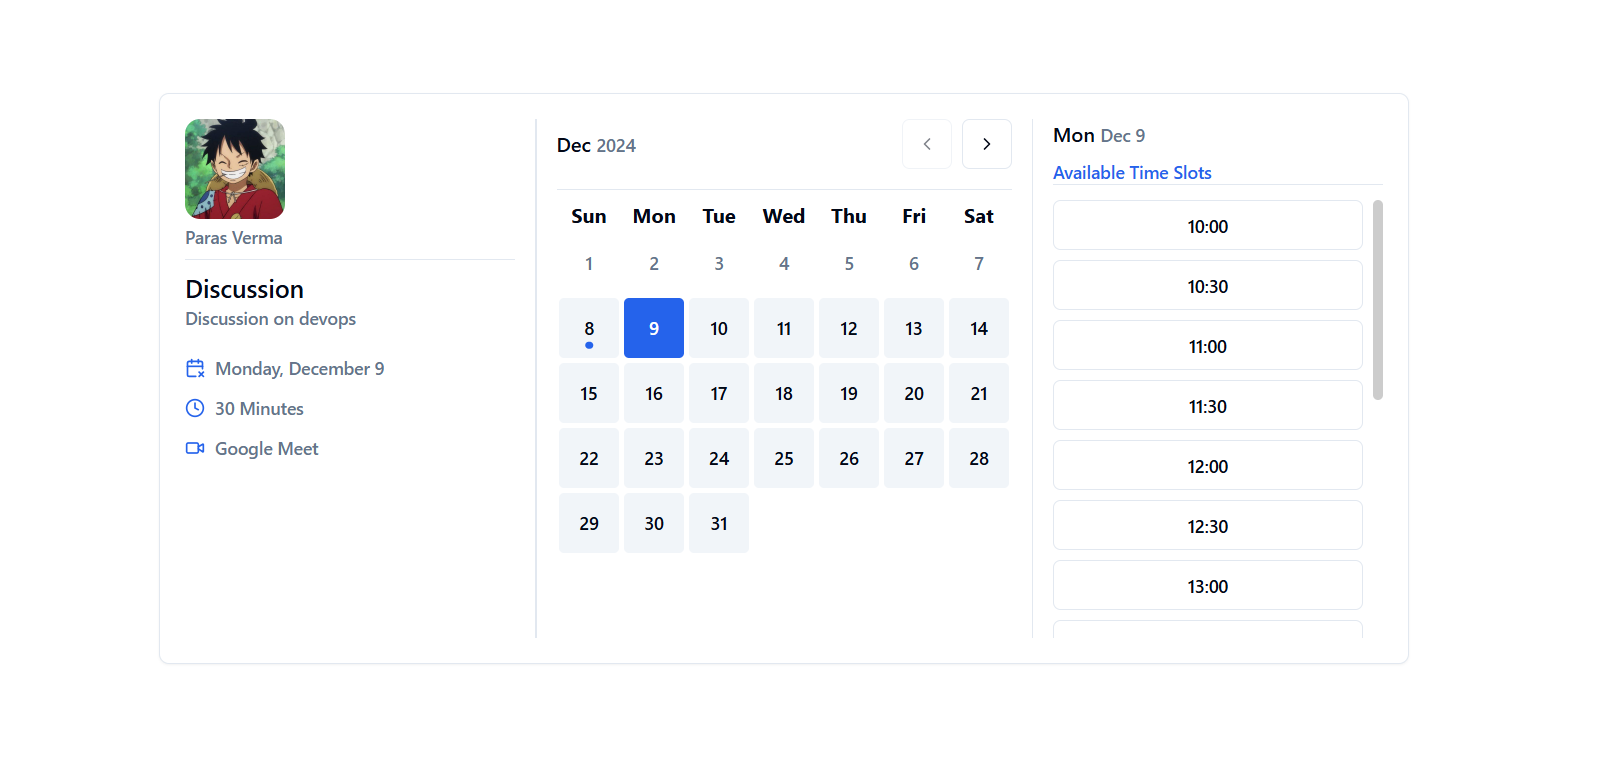 Paras Verma
Discussion
Discussion on devops
Monday, December 9
30 Minutes
Google Meet
Dec 2024
Sun Mon Tue Wed Thu Fri Sat
1 2 3 4 5 6 7
8 9 10 11 12 13 14
15 16 17 18 19 20 21
22 23 24 25 26 27 28
29 30 31
Mon Dec 9
Available Time Slots
10:00
10:30
11:00
11:30
12:00
12:30
13:00